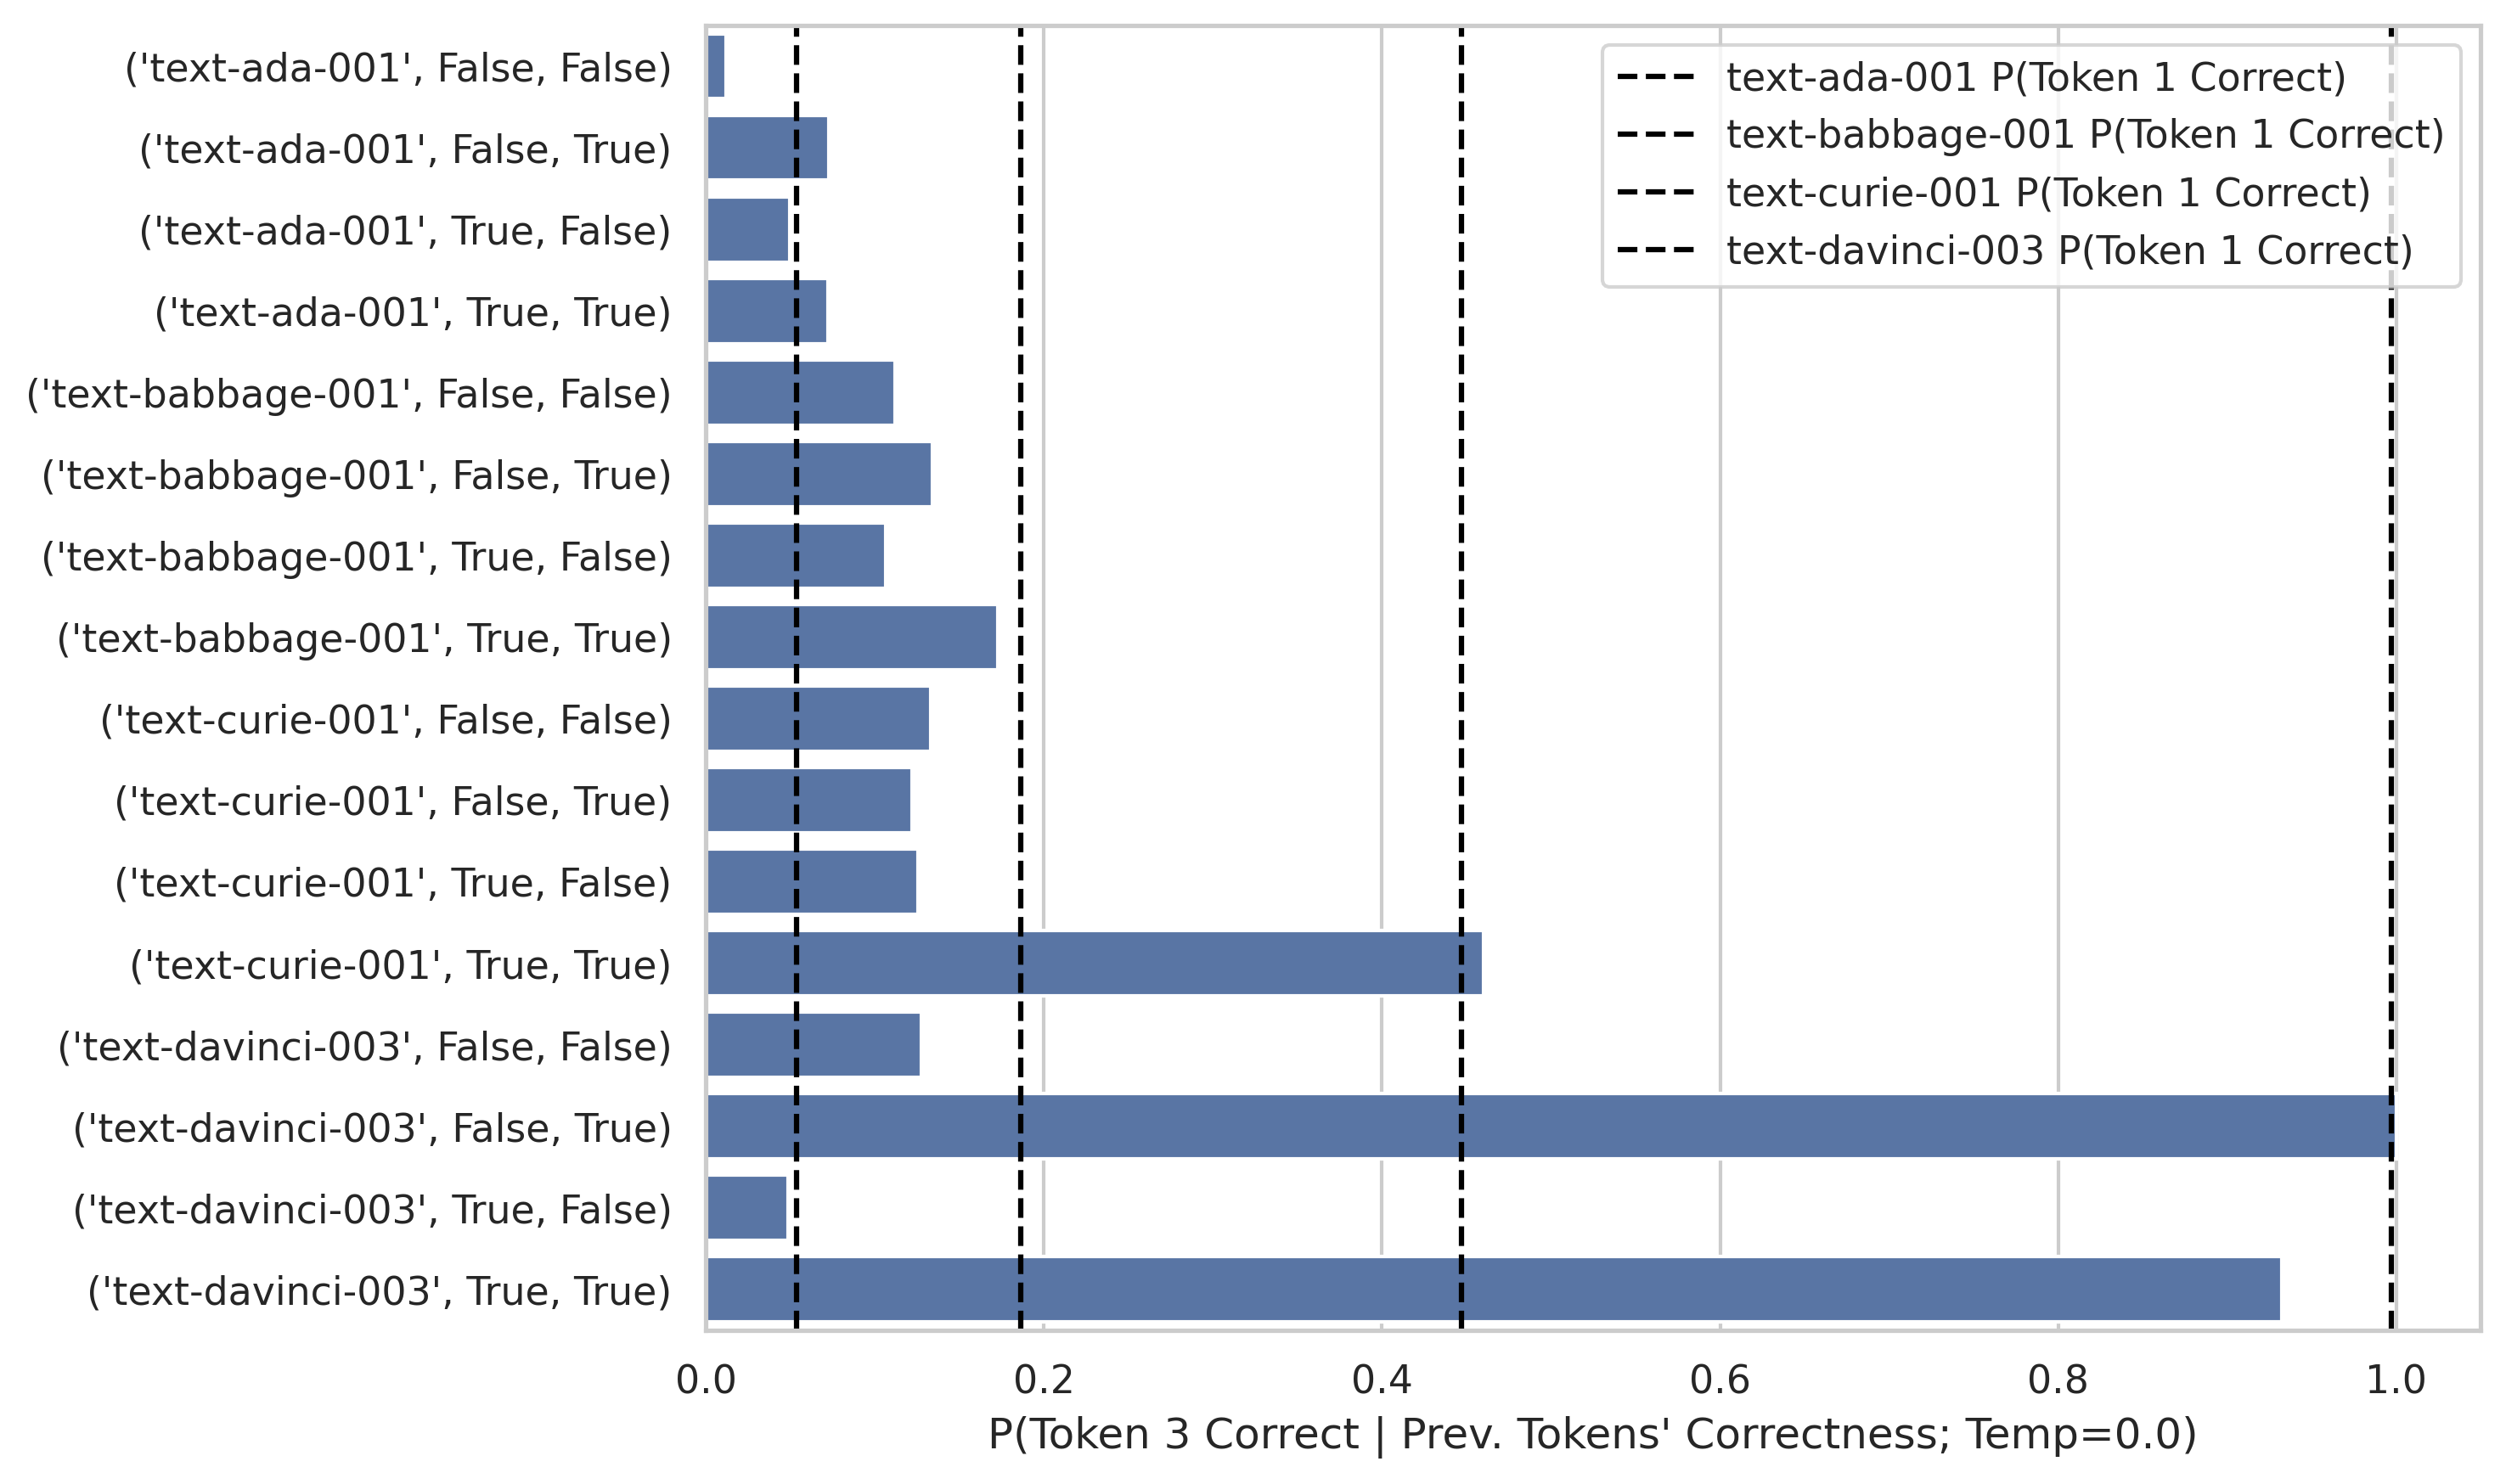 ('text-ada-001', False, False)
('text-ada-001', False, True)
('text-ada-001', True, False)
('text-ada-001', True, True)
('text-babbage-001', False, False)
('text-babbage-001', False, True)
('text-babbage-001', True, False)
('text-babbage-001', True, True)
('text-curie-001', False, False)
('text-curie-001', False, True)
('text-curie-001', True, False)
('text-curie-001', True, True)
('text-davinci-003', False, False)
('text-davinci-003', False, True)
('text-davinci-003', True, False)
('text-davinci-003', True, True)
text-ada-001 P(Token 1 Correct)
text-babbage-001 P(Token 1 Correct)
text-curie-001 P(Token 1 Correct)
text-davinci-003 P(Token 1 Correct)
0.0 0.2 0.4 0.6 0.8 1.0
P(Token 3 Correct | Prev. Tokens' Correctness; Temp=0.0)